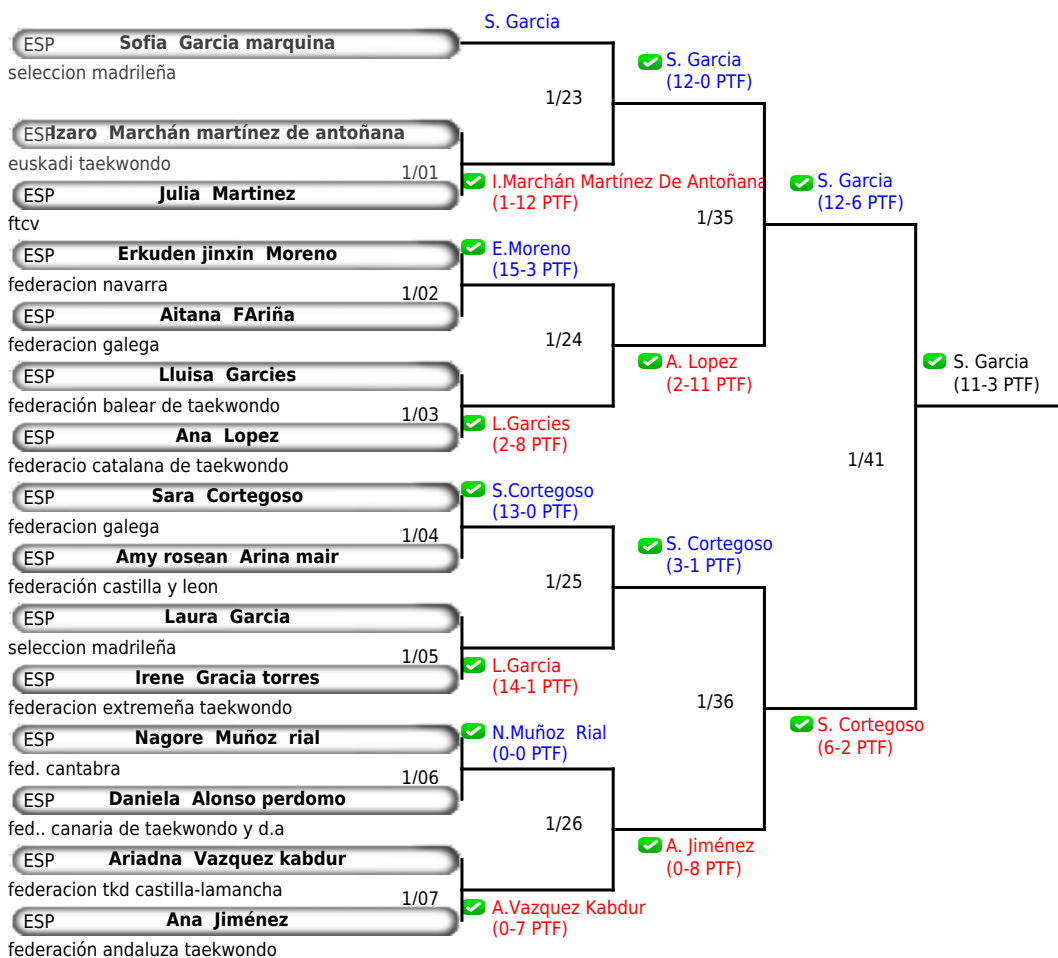 S. Garcia
ESP Sofia Garcia marquina
seleccion madrileña
S. Garcia
(12-0 PTF)
1/23
ESP Izaro Marchán martínez de antoñana
euskadi taekwondo
1/01
I.Marchán Martínez De Antoñana
(1-12 PTF)
ESP Julia Martinez
ftcv
S. Garcia
(12-6 PTF)
1/35
ESP Erkuden jinxin Moreno
federacion navarra
E.Moreno
(15-3 PTF)
1/02
ESP Aitana FAriña
federacion galega
1/24
A. Lopez
(2-11 PTF)
S. Garcia
(11-3 PTF)
ESP Lluisa Garcies
federación balear de taekwondo
1/03
L.Garcies
(2-8 PTF)
ESP Ana Lopez
federacio catalana de taekwondo
1/41
ESP Sara Cortegoso
federacion galega
S.Cortegoso
(13-0 PTF)
1/04
ESP Amy rosean Arina mair
federación castilla y leon
S. Cortegoso
(3-1 PTF)
1/25
ESP Laura Garcia
seleccion madrileña
1/05
L.Garcia
(14-1 PTF)
ESP Irene Gracia torres
federacion extremeña taekwondo
1/36
S. Cortegoso
(6-2 PTF)
ESP Nagore Muñoz rial
fed. cantabra
N.Muñoz Rial
(0-0 PTF)
1/06
ESP Daniela Alonso perdomo
fed.. canaria de taekwondo y d.a
1/26
A. Jiménez
(0-8 PTF)
ESP Ariadna Vazquez kabdur
federacion tkd castilla-lamancha
1/07
A.Vazquez Kabdur
(0-7 PTF)
ESP Ana Jiménez
federación andaluza taekwondo